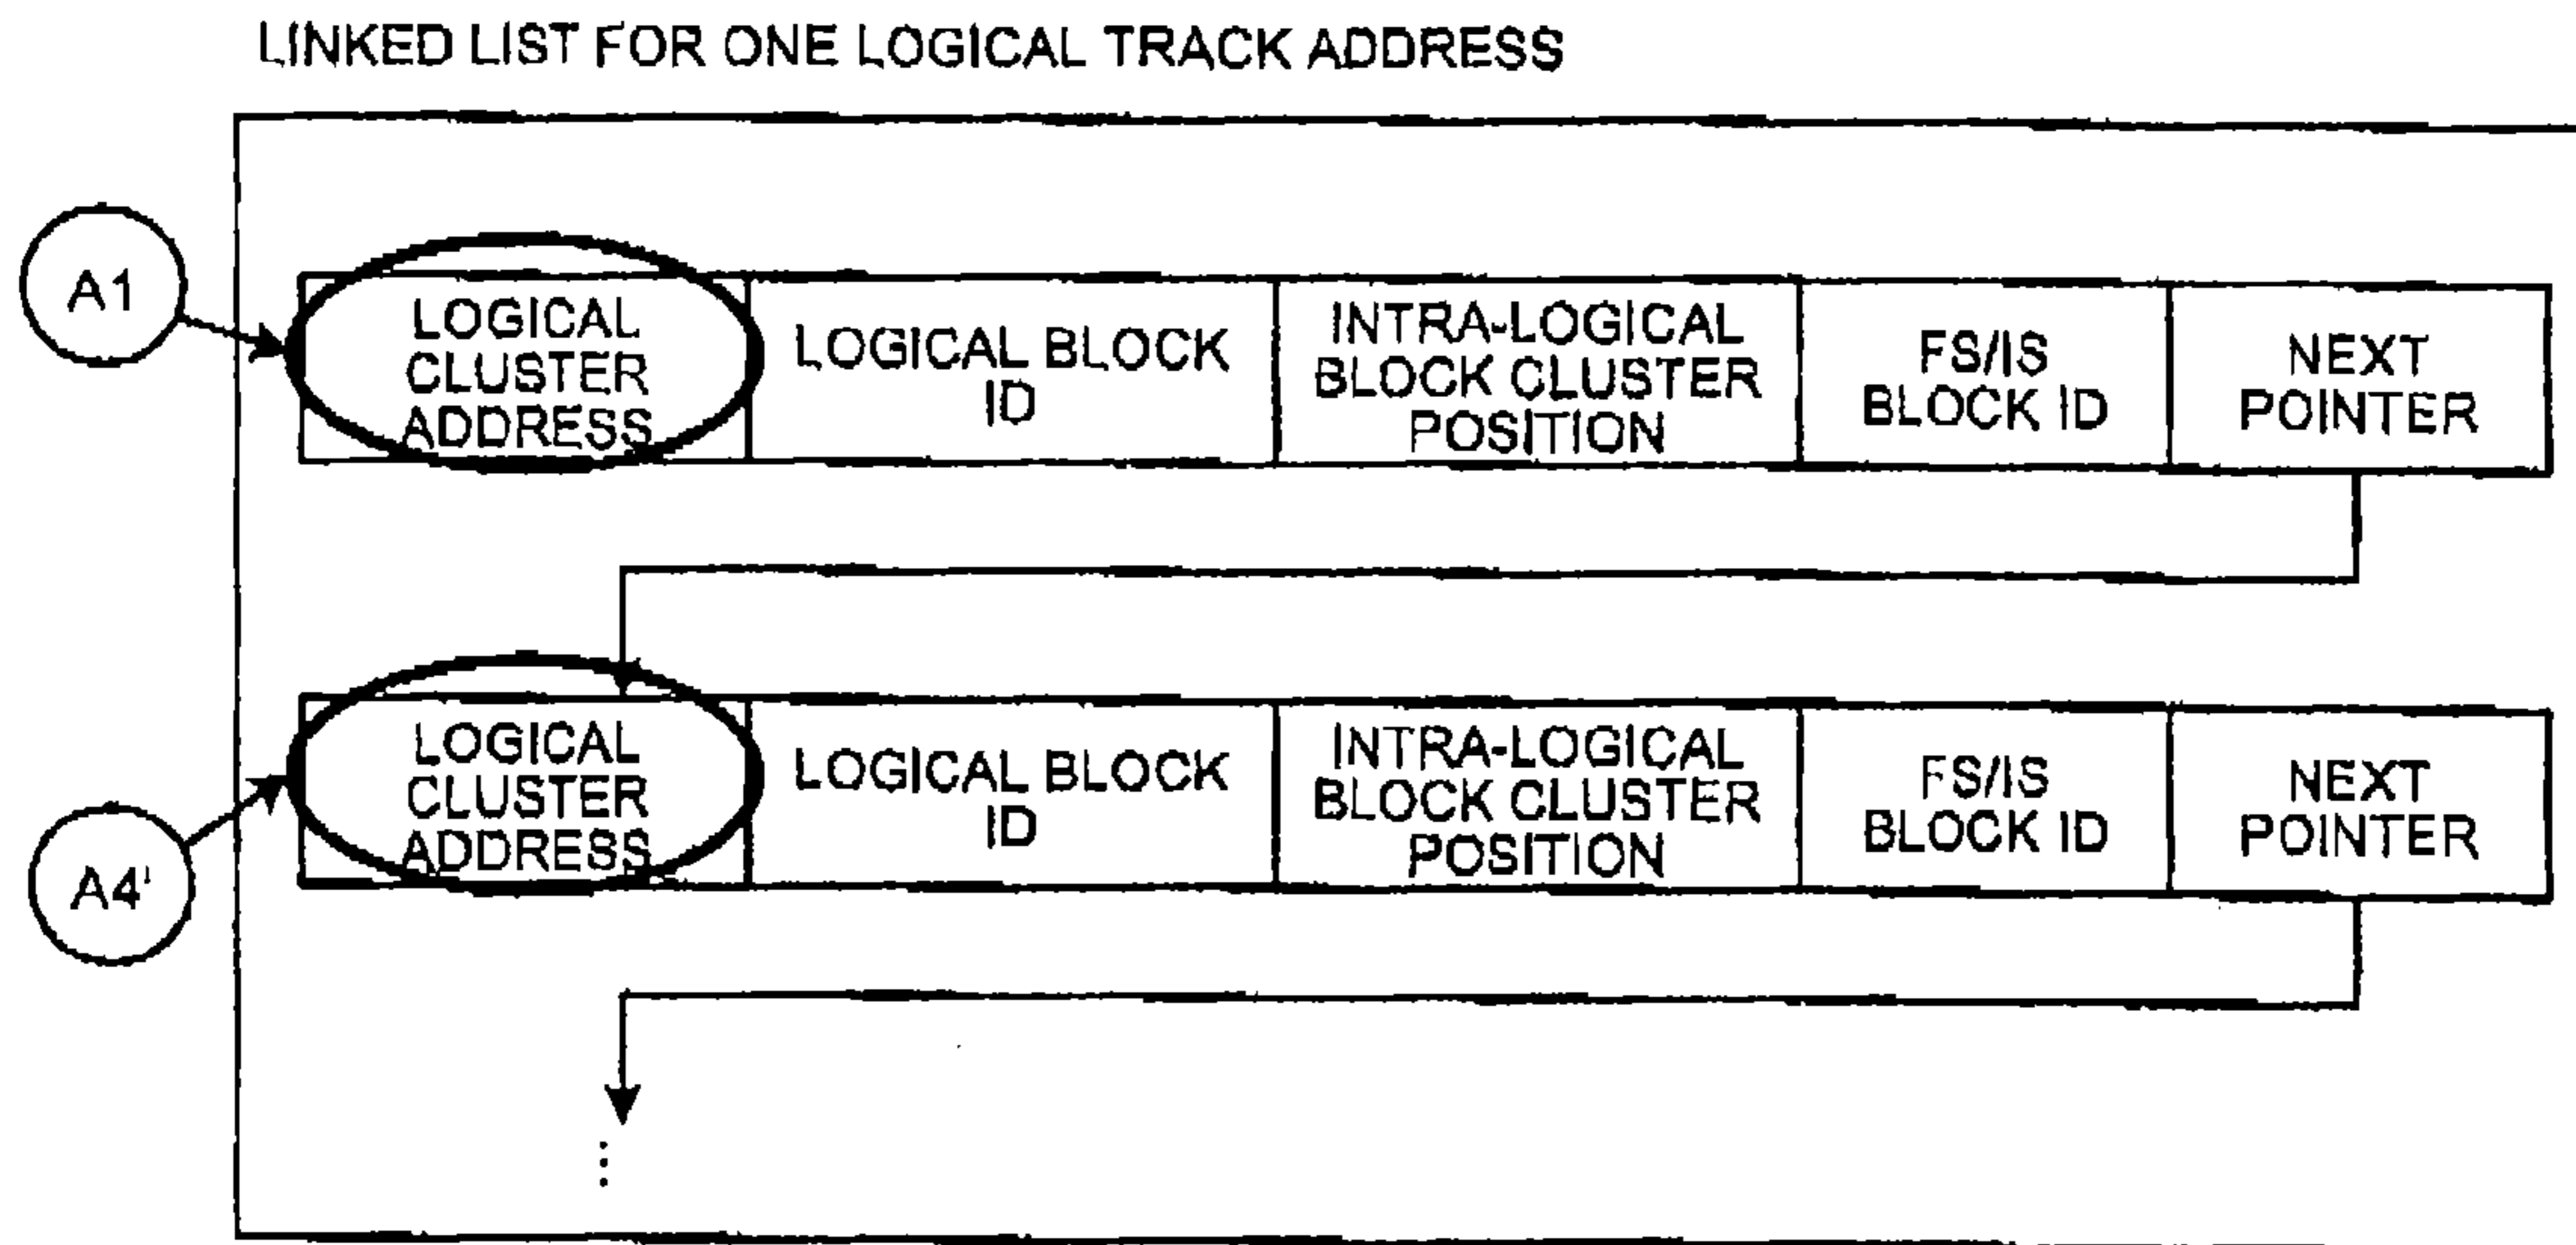 LINKED LIST FOR ONE LOGICAL TRACK ADDRESS
A1
LOGICAL
CLUSTER
ADDRESS
LOGICAL BLOCK
ID
INTRA-LOGICAL
BLOCK CLUSTER
POSITION
FS/IS
BLOCK ID
NEXT
POINTER
A4'
LOGICAL
CLUSTER
ADDRESS
LOGICAL BLOCK
ID
INTRA-LOGICAL
BLOCK CLUSTER
POSITION
FS/IS
BLOCK ID
NEXT
POINTER
⋮